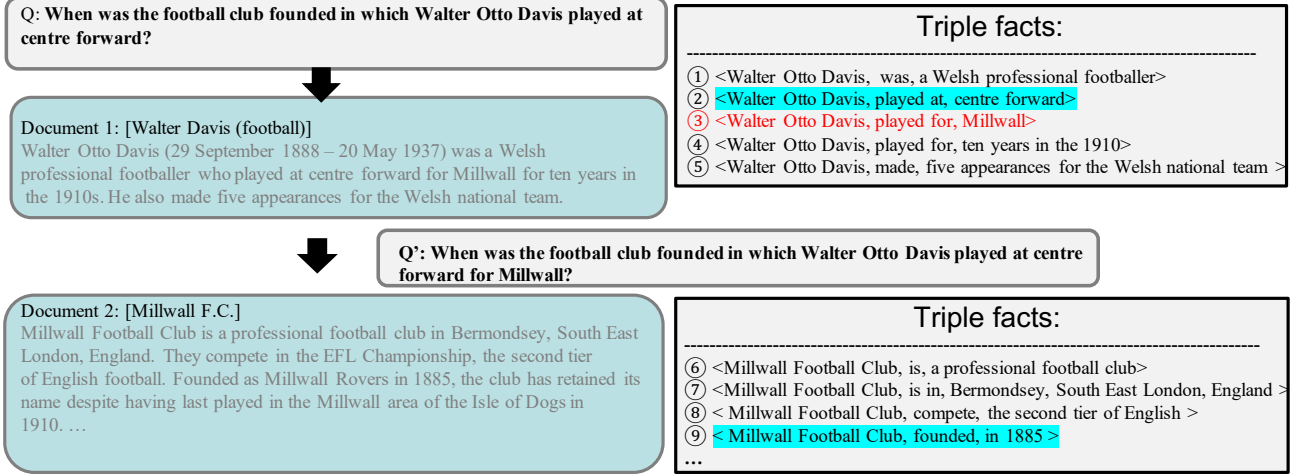 Q: When was the football club founded in which Walter Otto Davis played at
centre forward?
Triple facts:
① <Walter Otto Davis, was, a Welsh professional footballer>
② <Walter Otto Davis, played at, centre forward>
③ <Walter Otto Davis, played for, Millwall>
④ <Walter Otto Davis, played for, ten years in the 1910>
⑤ <Walter Otto Davis, made, five appearances for the Welsh national team >
Document 1: [Walter Davis (football)]
Walter Otto Davis (29 September 1888 – 20 May 1937) was a Welsh
professional footballer who played at centre forward for Millwall for ten years in
the 1910s. He also made five appearances for the Welsh national team.
Q’: When was the football club founded in which Walter Otto Davis played at centre
forward for Millwall?
Document 2: [Millwall F.C.]
Millwall Football Club is a professional football club in Bermondsey, South East
London, England. They compete in the EFL Championship, the second tier
of English football. Founded as Millwall Rovers in 1885, the club has retained its
name despite having last played in the Millwall area of the Isle of Dogs in
1910. …
Triple facts:
⑥ <Millwall Football Club, is, a professional football club>
⑦ <Millwall Football Club, is in, Bermondsey, South East London, England >
⑧ < Millwall Football Club, compete, the second tier of English >
⑨ < Millwall Football Club, founded, in 1885 >
...